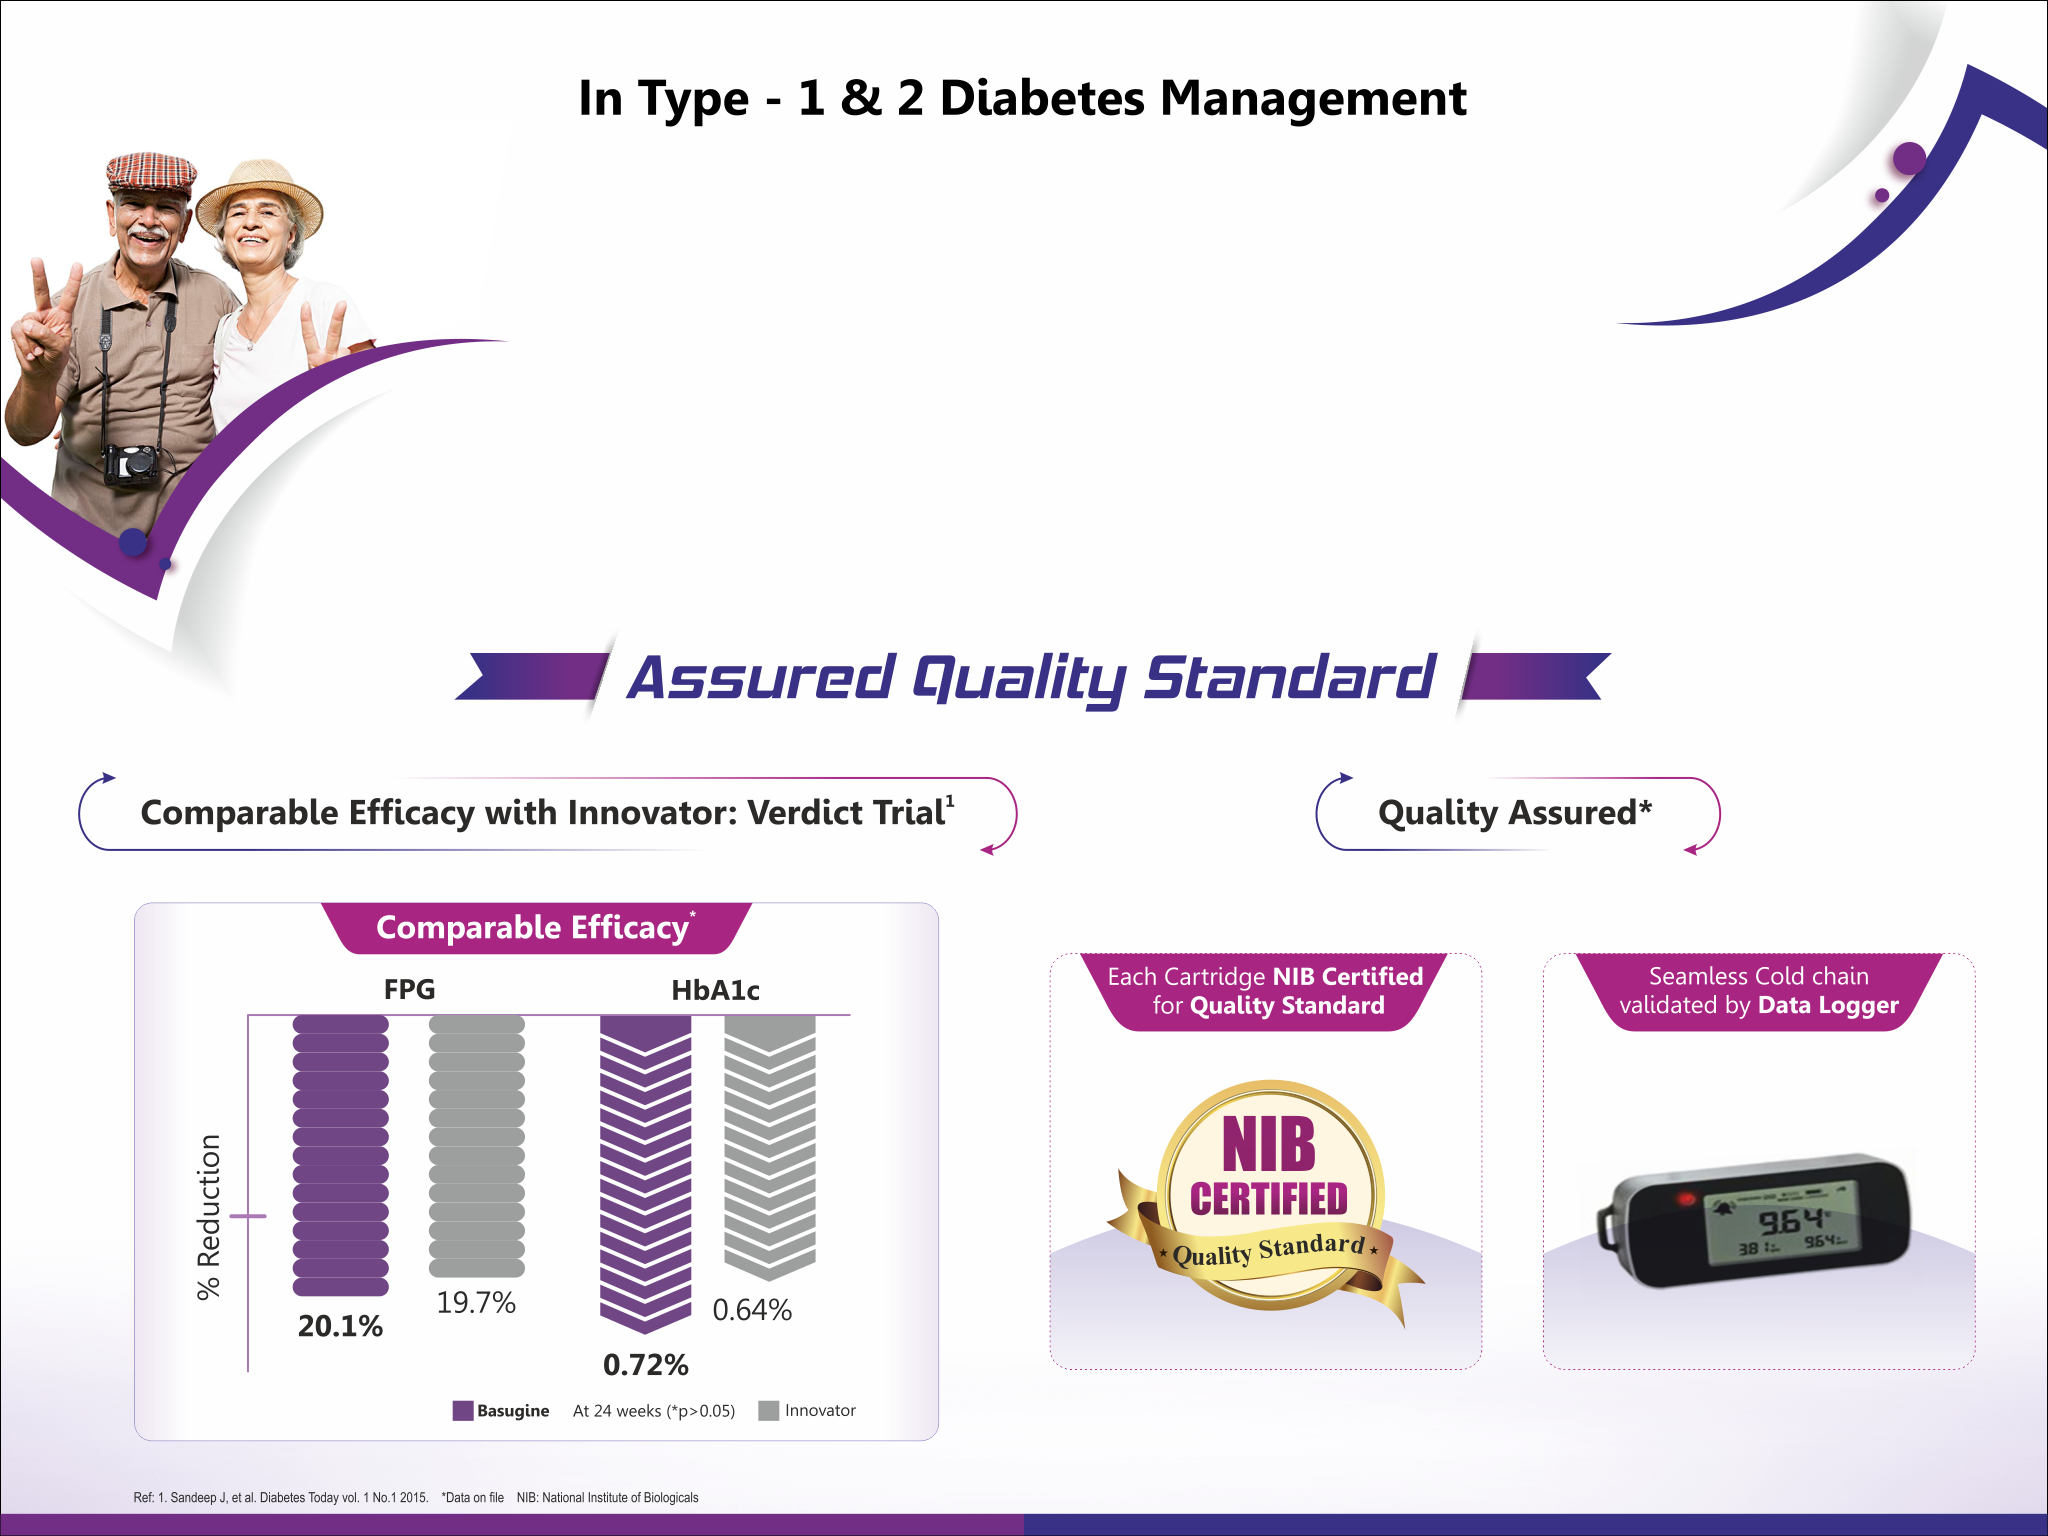 In Type - 1 & 2 Diabetes Management
Assured Quality Standard
Comparable Efficacy with Innovator: Verdict Trial¹
Quality Assured*
Comparable Efficacy*
FPG
HbA1c
% Reduction
20.1%
19.7%
0.72%
0.64%
Basugine
At 24 weeks (*p>0.05)
Innovator
Each Cartridge NIB Certified
for Quality Standard
NIB
CERTIFIED
Quality Standard
Seamless Cold chain
validated by Data Logger
9.64
3.81
9.64
Ref: 1. Sandeep J, et al. Diabetes Today vol. 1 No.1 2015. *Data on file NIB: National Institute of Biologicals